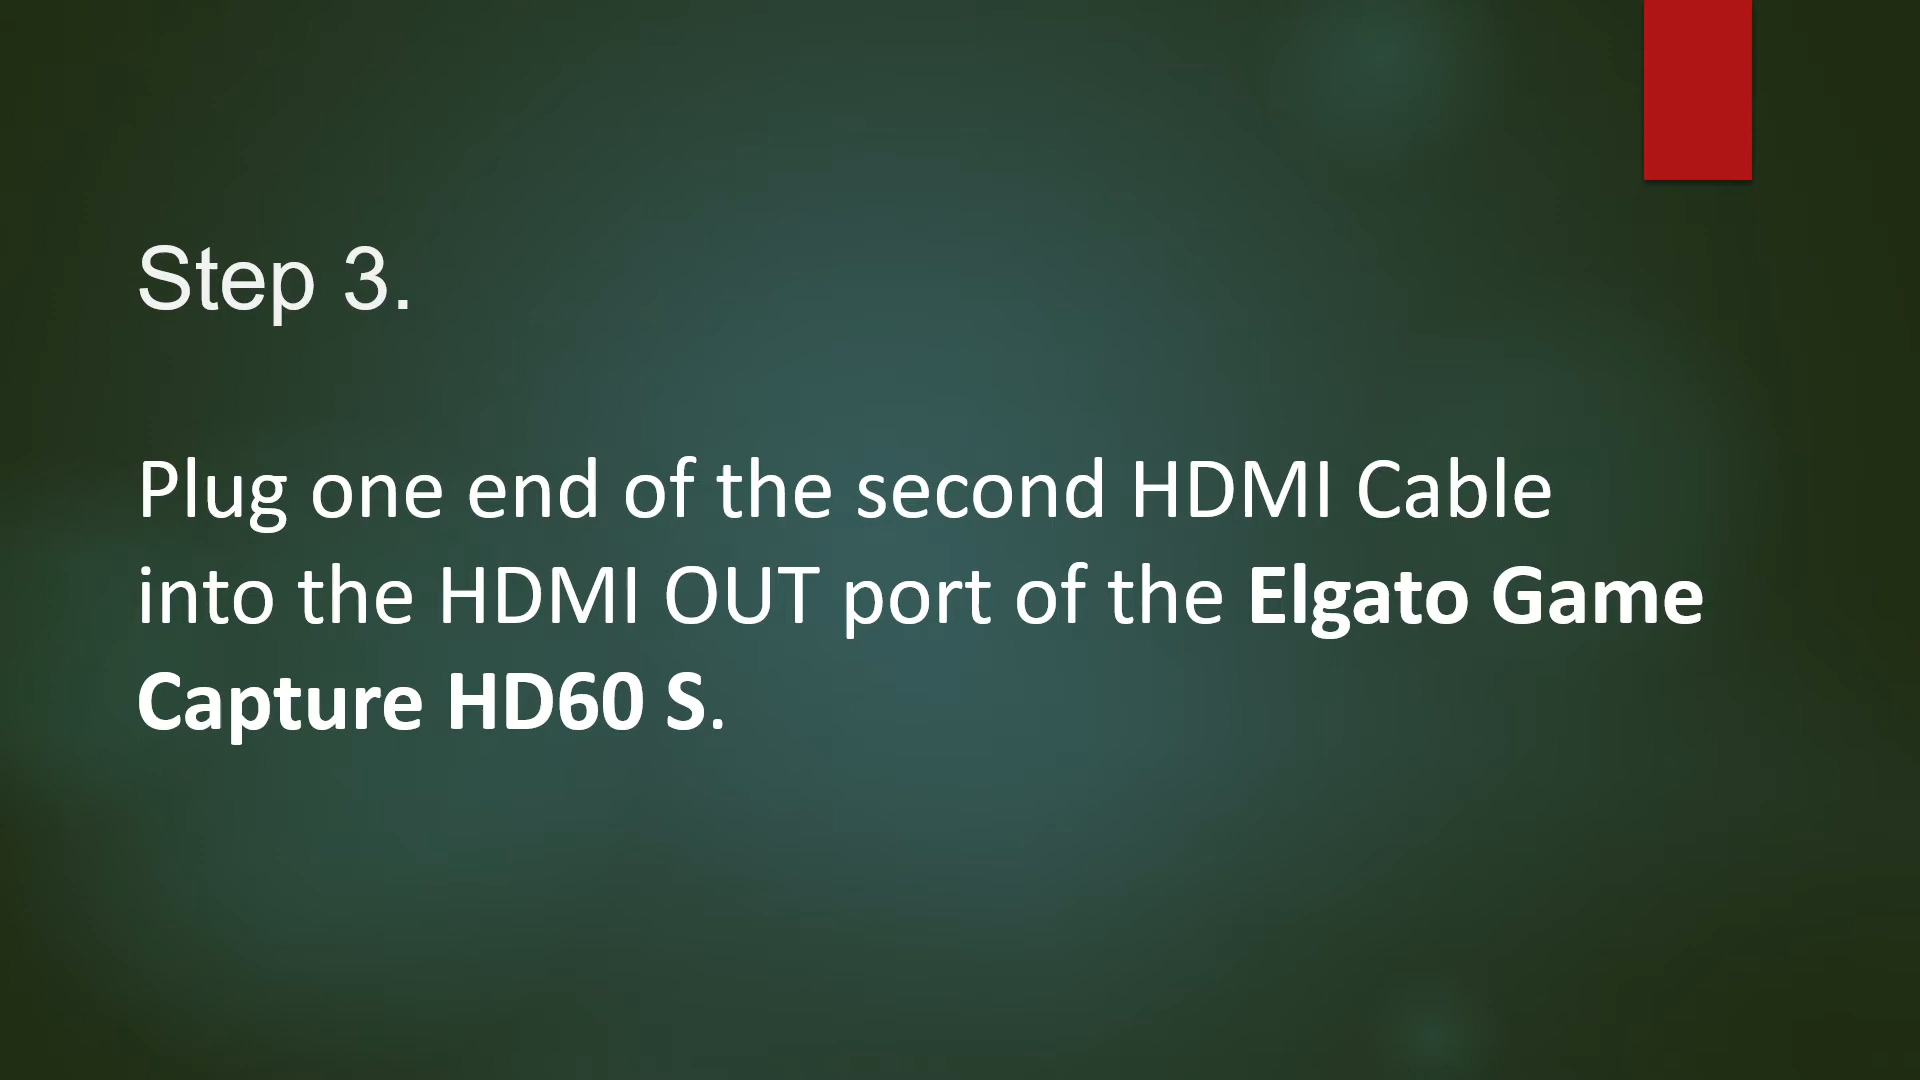 Step 3.
Plug one end of the second HDMI Cable
into the HDMI OUT port of the Elgato Game
Capture HD60 S.